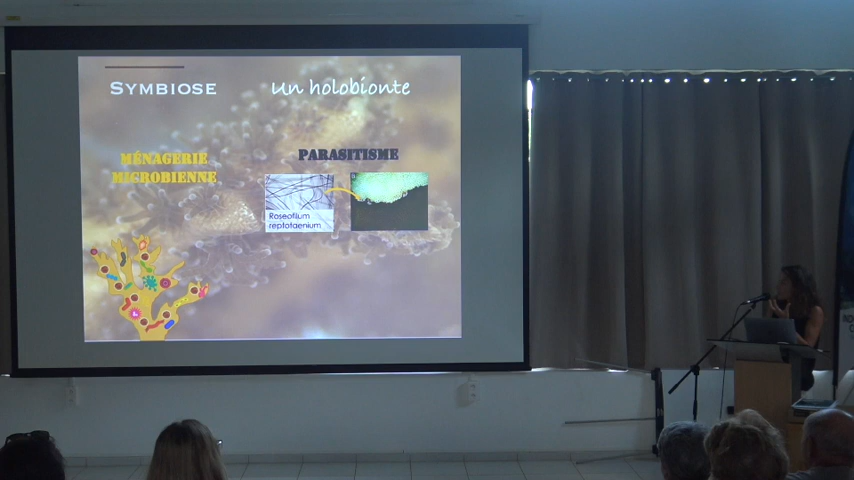 SYMBIOSE
Un holobionte
MÉNAGERIE
MICROBIENNE
PARASITISME
Roseofilum
reptotaenium